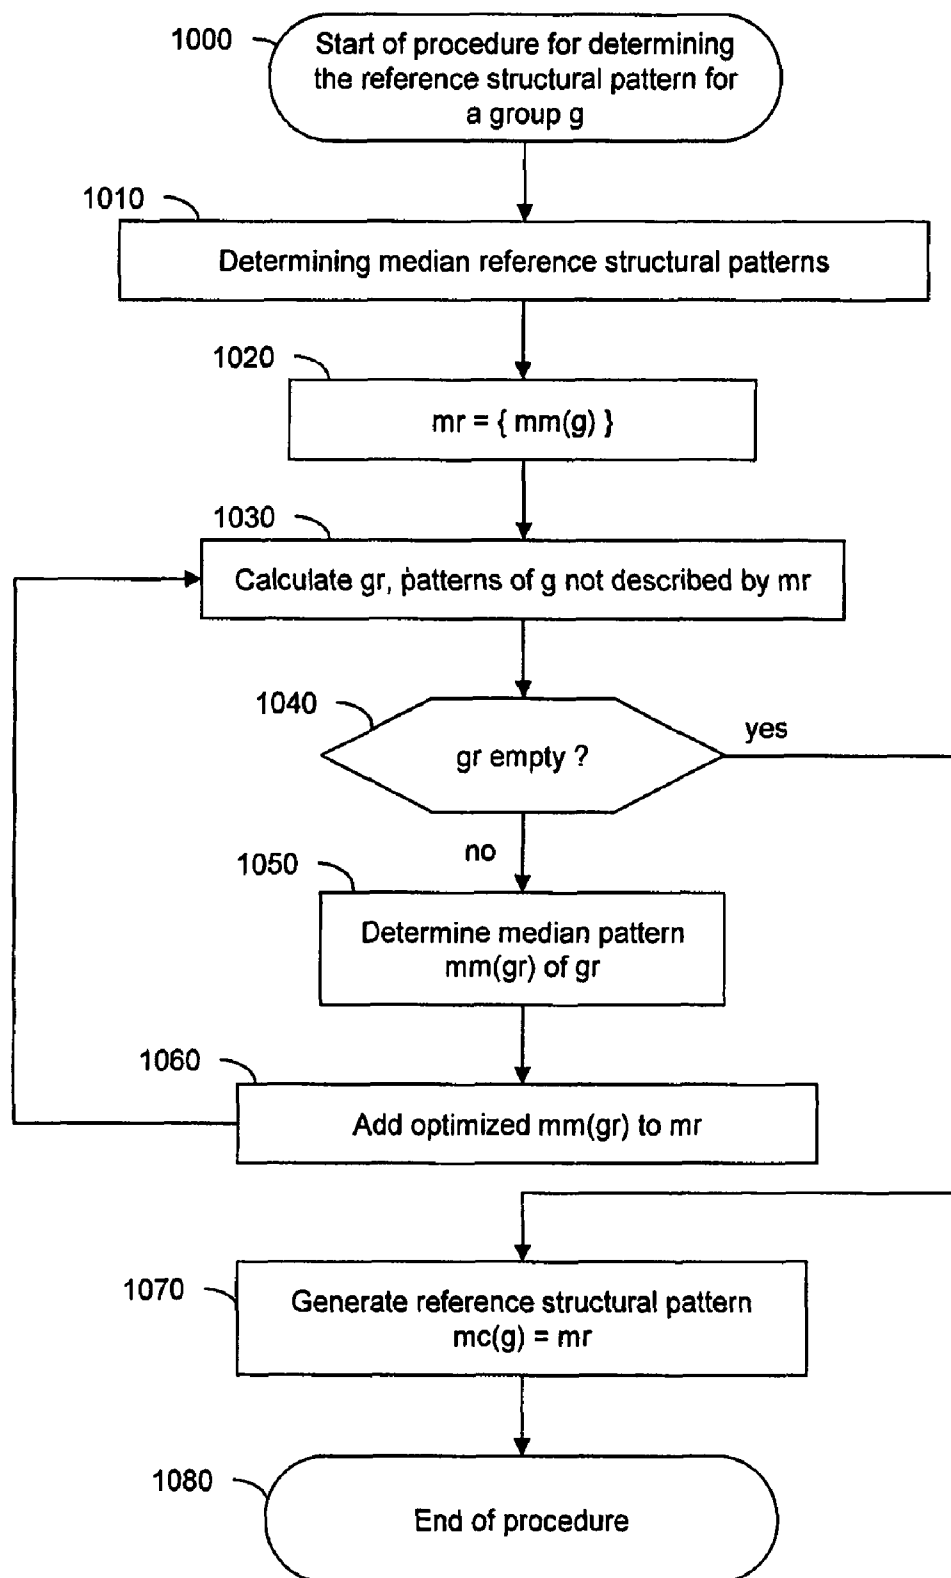 1000
Start of procedure for determining
the reference structural pattern for
a group g
1010
Determining median reference structural patterns
1020
mr = { mm(g) }
1030
Calculate gr, patterns of g not described by mr
1040
gr empty ?
yes
no
1050
Determine median pattern
mm(gr) of gr
1060
Add optimized mm(gr) to mr
1070
Generate reference structural pattern
mc(g) = mr
1080
End of procedure